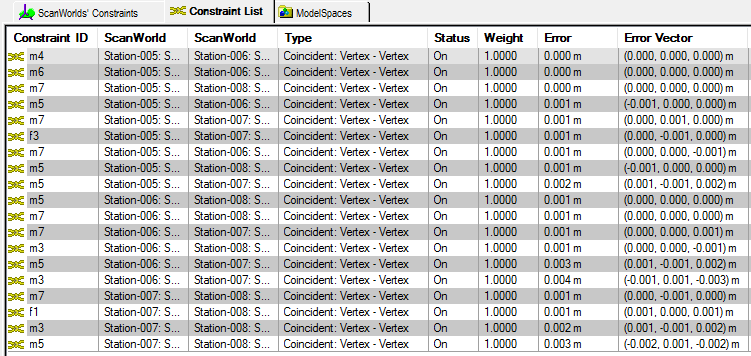 ScanWorlds' Constraints Constraint List ModelSpaces
Constraint ID ScanWorld ScanWorld Type Status Weight Error Error Vector
m4 Station-005: S... Station-006: S... Coincident: Vertex - Vertex On 1.0000 0.000 m (0.000, 0.000, 0.000) m
m6 Station-005: S... Station-006: S... Coincident: Vertex - Vertex On 1.0000 0.000 m (0.000, 0.000, 0.000) m
m7 Station-005: S... Station-008: S... Coincident: Vertex - Vertex On 1.0000 0.000 m (0.000, 0.000, 0.000) m
m5 Station-005: S... Station-006: S... Coincident: Vertex - Vertex On 1.0000 0.001 m (-0.001, 0.000, 0.000) m
m7 Station-005: S... Station-007: S... Coincident: Vertex - Vertex On 1.0000 0.001 m (0.000, 0.001, 0.000) m
f3 Station-005: S... Station-006: S... Coincident: Vertex - Vertex On 1.0000 0.001 m (0.000, -0.001, 0.000) m
m7 Station-005: S... Station-006: S... Coincident: Vertex - Vertex On 1.0000 0.001 m (0.000, 0.000, -0.001) m
m5 Station-005: S... Station-008: S... Coincident: Vertex - Vertex On 1.0000 0.001 m (-0.001, 0.000, 0.000) m
m5 Station-005: S... Station-007: S... Coincident: Vertex - Vertex On 1.0000 0.002 m (0.001, -0.001, 0.002) m
m5 Station-006: S... Station-008: S... Coincident: Vertex - Vertex On 1.0000 0.001 m (0.000, 0.000, 0.000) m
m7 Station-006: S... Station-008: S... Coincident: Vertex - Vertex On 1.0000 0.001 m (0.000, 0.000, 0.000) m
m7 Station-006: S... Station-007: S... Coincident: Vertex - Vertex On 1.0000 0.001 m (0.000, 0.000, 0.001) m
m3 Station-006: S... Station-008: S... Coincident: Vertex - Vertex On 1.0000 0.001 m (0.000, 0.000, -0.001) m
m5 Station-006: S... Station-007: S... Coincident: Vertex - Vertex On 1.0000 0.003 m (0.001, -0.001, 0.002) m
m3 Station-006: S... Station-007: S... Coincident: Vertex - Vertex On 1.0000 0.004 m (-0.001, 0.001, -0.003) m
m7 Station-007: S... Station-008: S... Coincident: Vertex - Vertex On 1.0000 0.001 m (0.000, -0.001, 0.000) m
f1 Station-007: S... Station-008: S... Coincident: Vertex - Vertex On 1.0000 0.001 m (0.001, 0.000, 0.001) m
m3 Station-007: S... Station-008: S... Coincident: Vertex - Vertex On 1.0000 0.002 m (0.001, -0.001, 0.002) m
m5 Station-007: S... Station-008: S... Coincident: Vertex - Vertex On 1.0000 0.003 m (-0.002, 0.001, -0.002) m